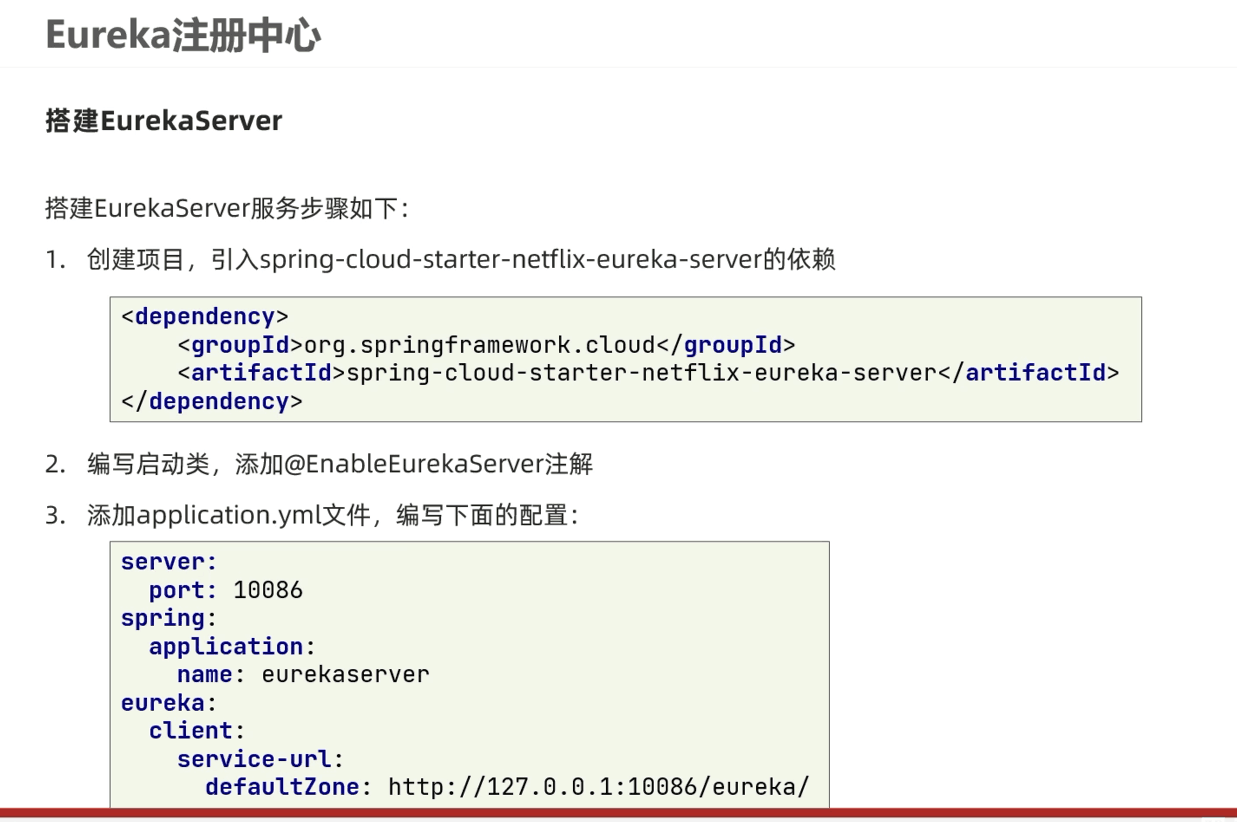 Eureka注册中心
搭建EurekaServer
搭建EurekaServer服务步骤如下：
1. 创建项目，引入spring-cloud-starter-netflix-eureka-server的依赖
<dependency>
    <groupId>org.springframework.cloud</groupId>
    <artifactId>spring-cloud-starter-netflix-eureka-server</artifactId>
</dependency>
2. 编写启动类，添加@EnableEurekaServer注解
3. 添加application.yml文件，编写下面的配置：
server:
  port: 10086
spring:
  application:
    name: eurekaserver
eureka:
  client:
    service-url:
      defaultZone: http://127.0.0.1:10086/eureka/